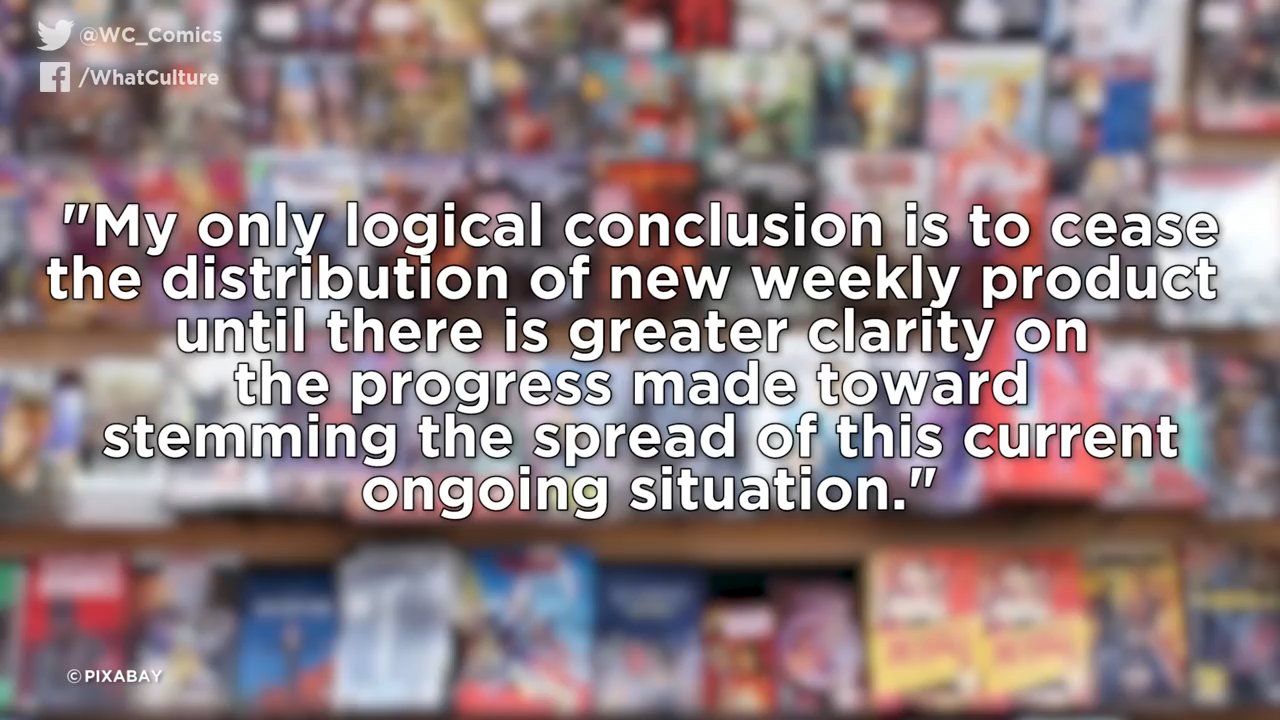 @WC_Comics
/WhatCulture
"My only logical conclusion is to cease
the distribution of new weekly product
until there is greater clarity on
the progress made toward
stemming the spread of this current
ongoing situation."
©PIXABAY